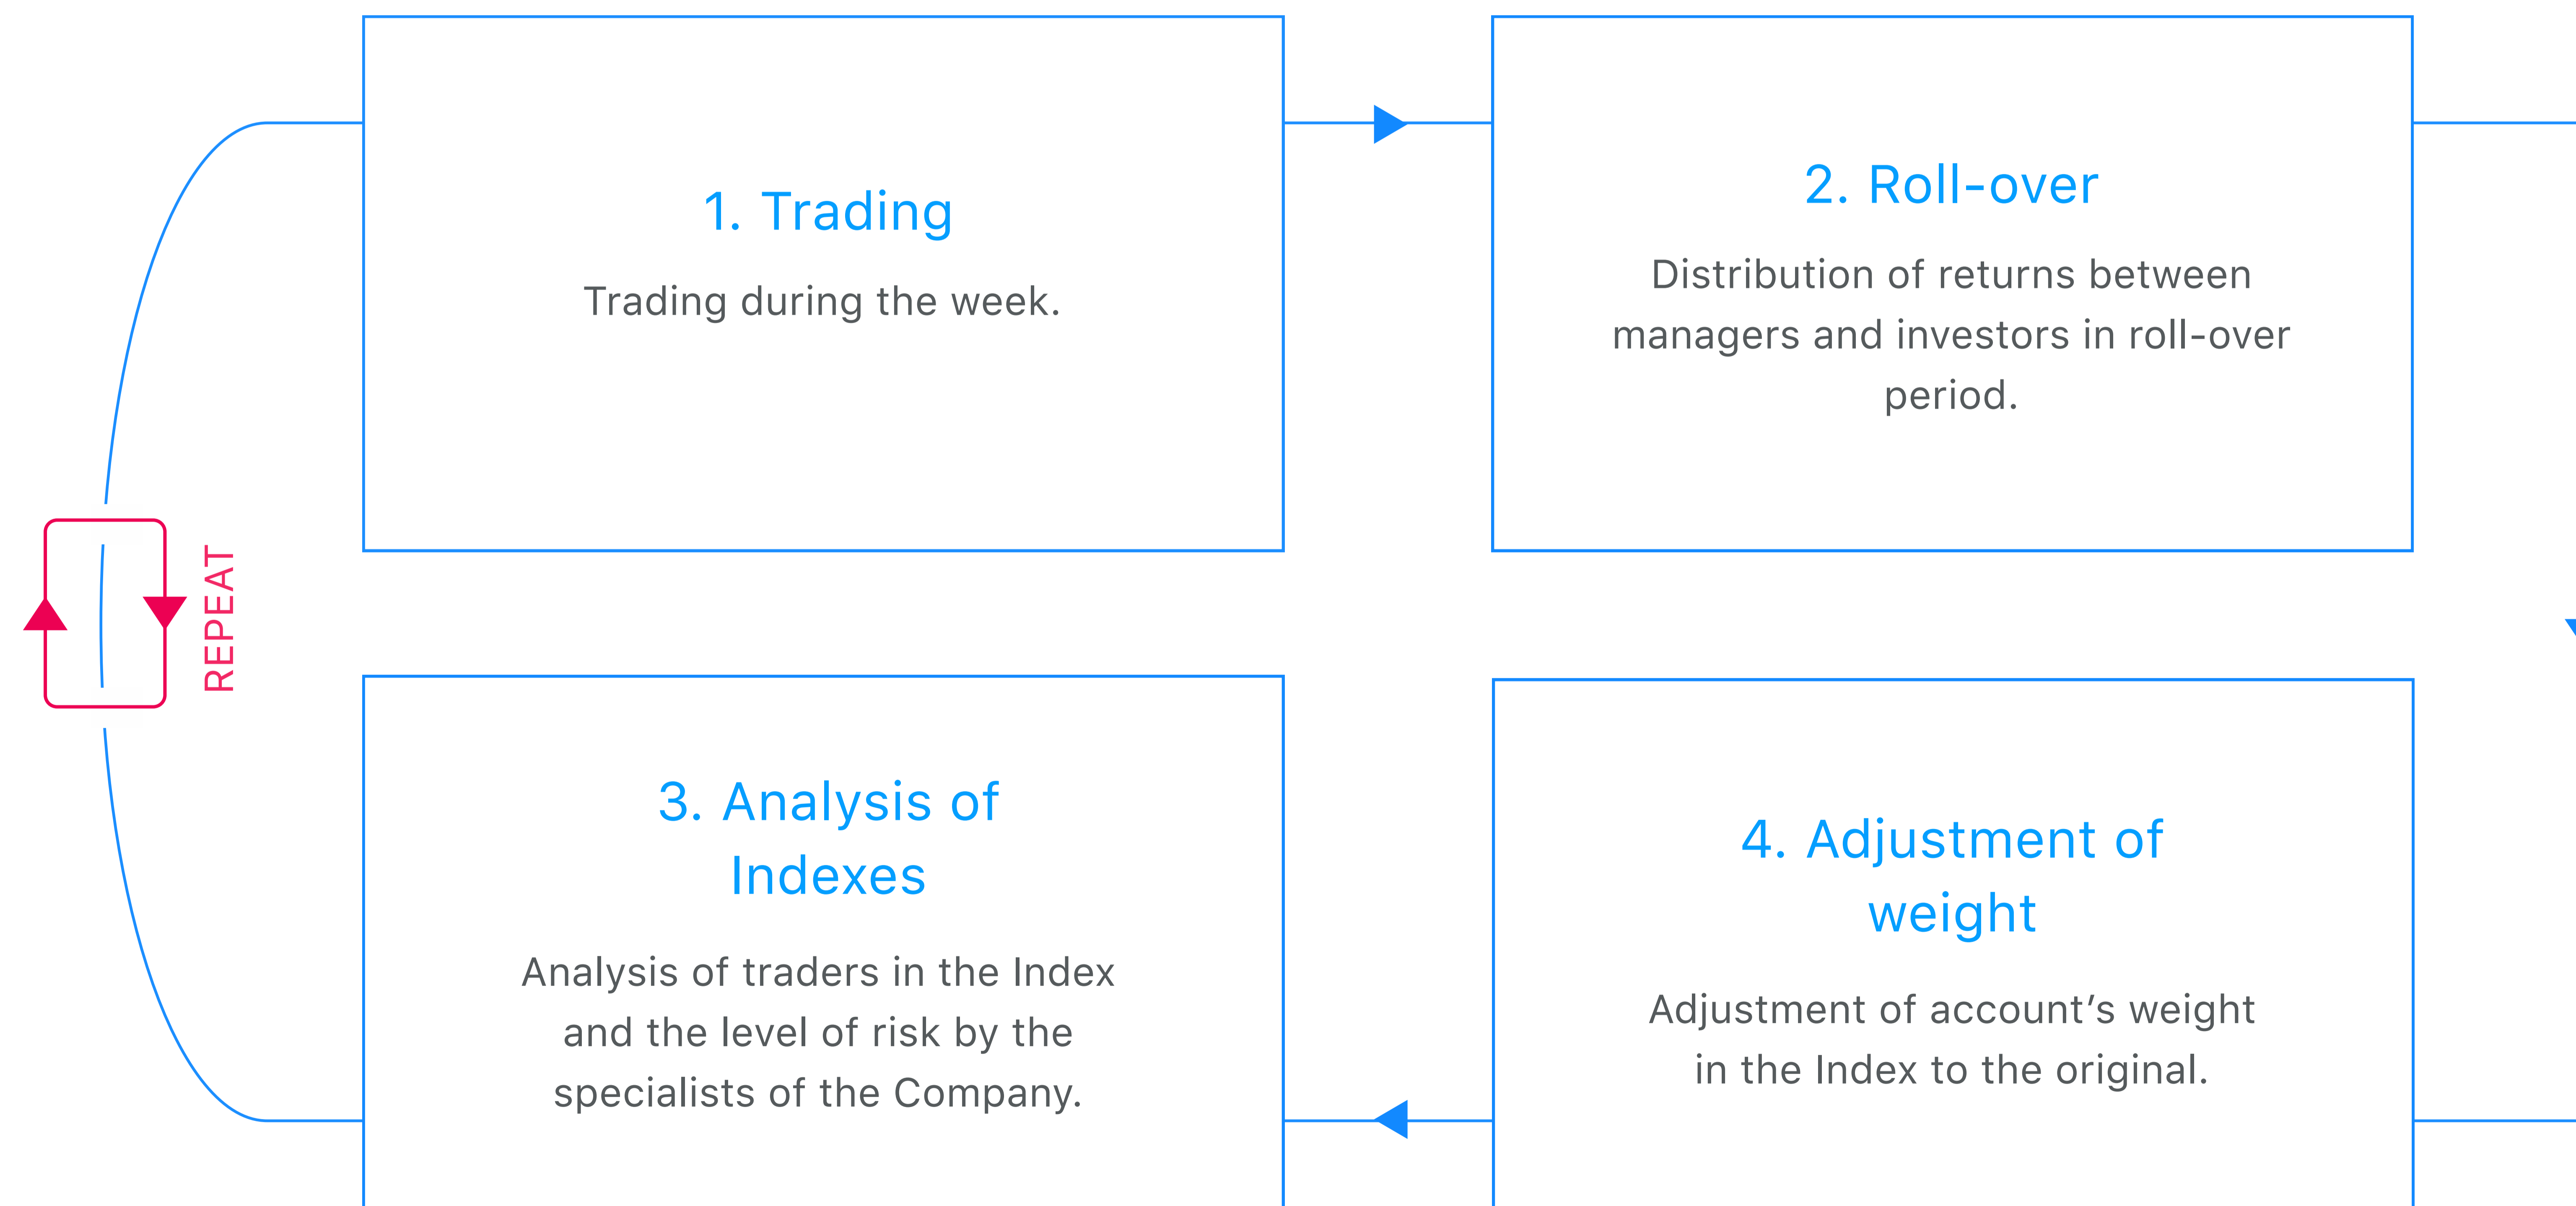 1. Trading
Trading during the week.
2. Roll-over
Distribution of returns between
managers and investors in roll-over
period.
REPEAT
3. Analysis of
Indexes
Analysis of traders in the Index
and the level of risk by the
specialists of the Company.
4. Adjustment of
weight
Adjustment of account’s weight
in the Index to the original.